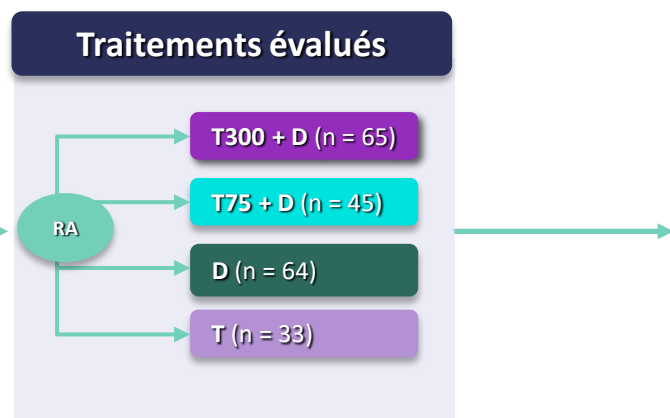 Traitements évalués
T300 + D (n = 65)
T75 + D (n = 45)
RA
D (n = 64)
T (n = 33)